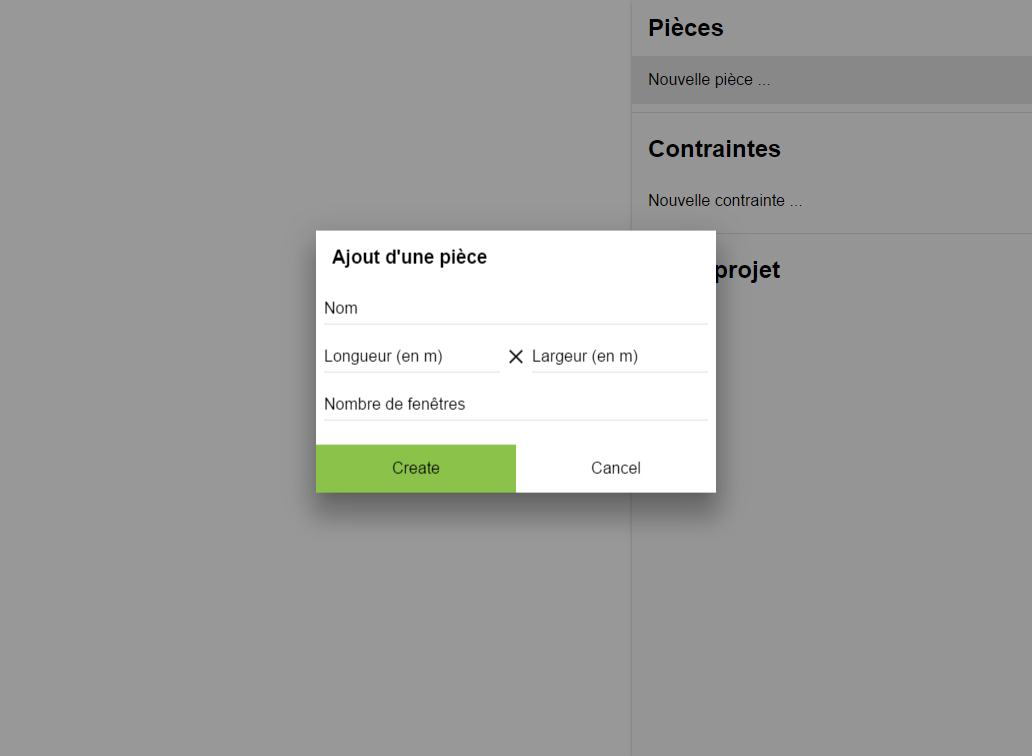 Pièces
Nouvelle pièce ...
Contraintes
Nouvelle contrainte ...
projet
Ajout d'une pièce
Nom
Longueur (en m) × Largeur (en m)
Nombre de fenêtres
Create Cancel